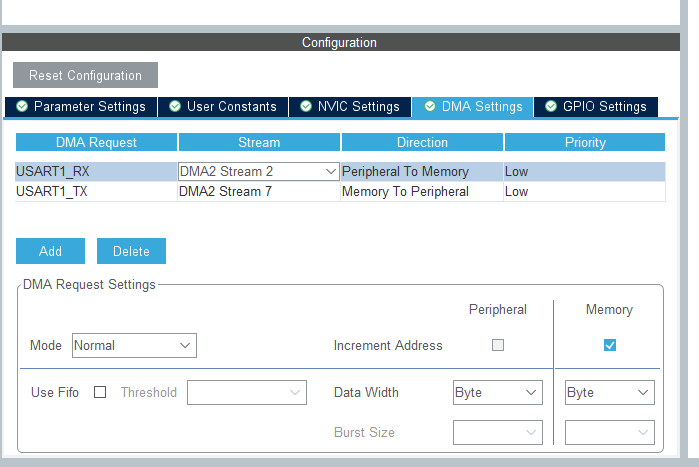 Configuration
Reset Configuration
Parameter Settings User Constants NVIC Settings DMA Settings GPIO Settings
DMA Request Stream Direction Priority
USART1_RX DMA2 Stream 2 Peripheral To Memory Low
USART1_TX DMA2 Stream 7 Memory To Peripheral Low
Add Delete
DMA Request Settings
Peripheral Memory
Mode Normal Increment Address
Use Fifo Threshold Data Width Byte Byte
Burst Size